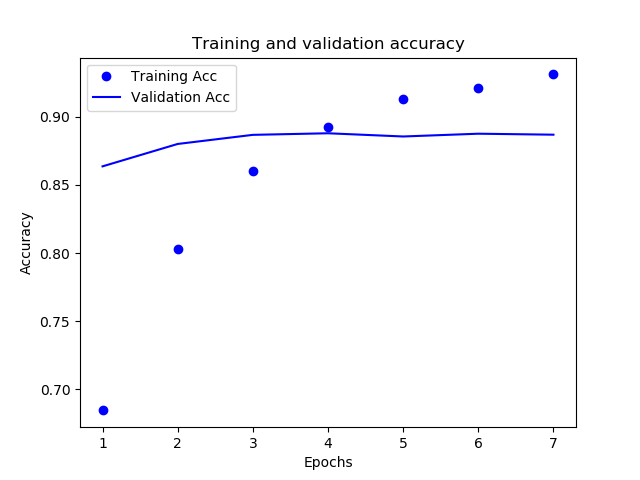 Training and validation accuracy
Training Acc
Validation Acc
0.90
0.85
0.80
0.75
0.70
Accuracy
1 2 3 4 5 6 7
Epochs